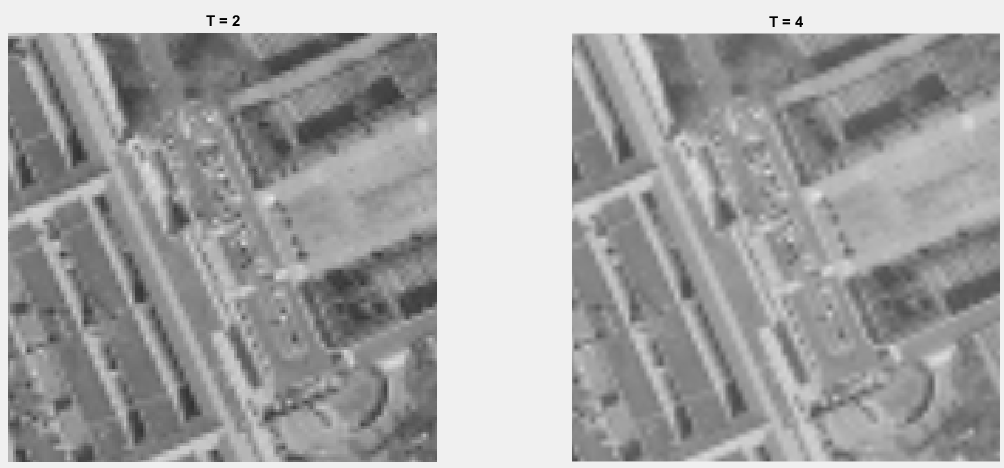 T = 2
T = 4